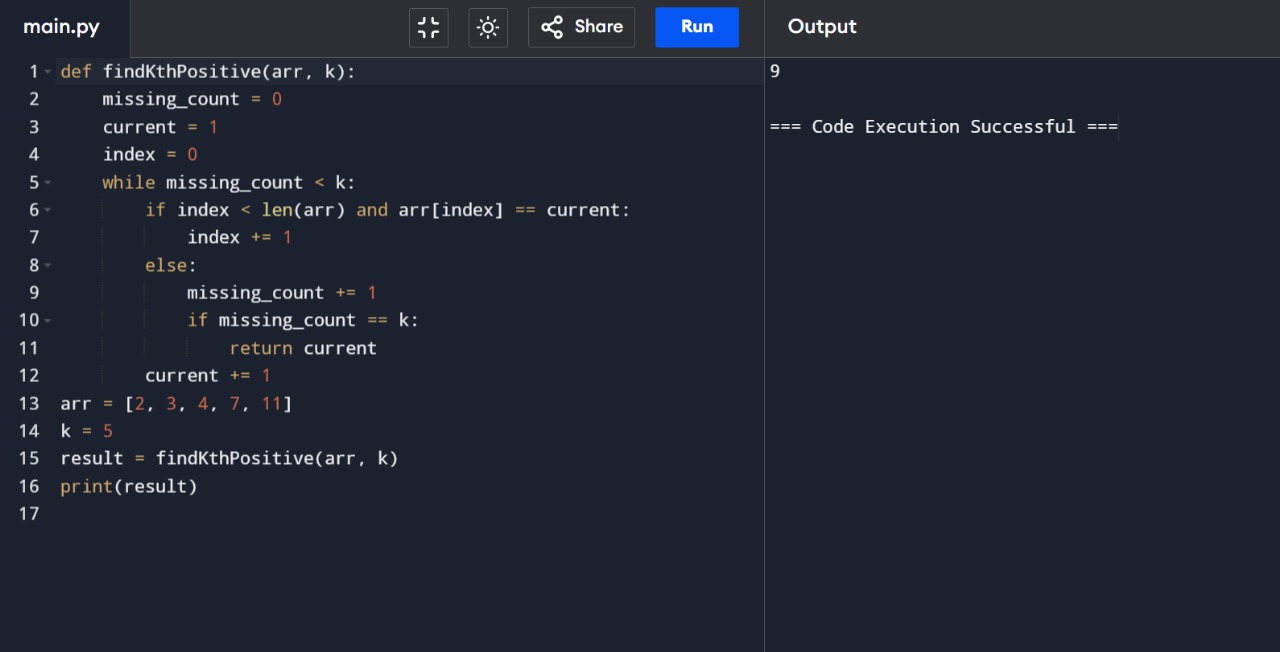 main.py
Share
Run
Output
1 def findKthPositive(arr, k):
2     missing_count = 0
3     current = 1
4     index = 0
5     while missing_count < k:
6         if index < len(arr) and arr[index] == current:
7             index += 1
8         else:
9             missing_count += 1
10             if missing_count == k:
11                 return current
12         current += 1
13 arr = [2, 3, 4, 7, 11]
14 k = 5
15 result = findKthPositive(arr, k)
16 print(result)
17
9
=== Code Execution Successful ===